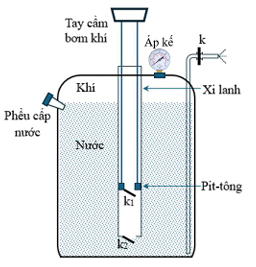 Tay cầm
bơm khí
Áp kế
k
Khí
Xi lanh
Phễu cấp
nước
Nước
Pit-tông
k1
k2